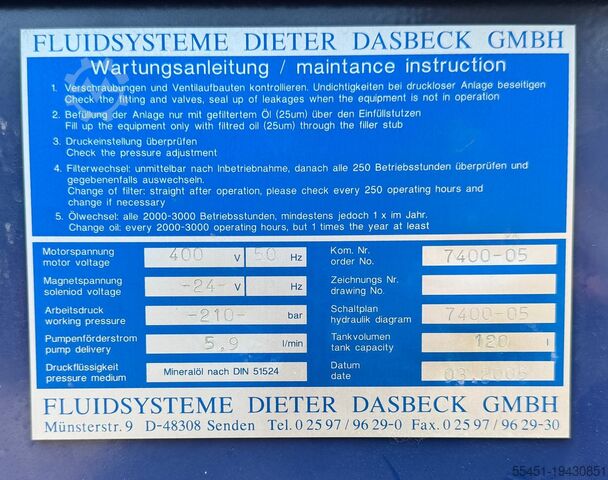 FLUIDSYSTEME DIETER DASBECK GMBH
Wartungsanleitung / maintance instruction
1. Verschraubungen und Ventilaufbauten kontrollieren. Undichtigkeiten bei druckloser Anlage beseitigen
Check the fitting and valves, seal up of leakages when the equipment is not in operation
2. Befüllung der Anlage nur mit gefiltertem Öl (25um) über den Einfüllstutzen
Fill up the equipment only with filtred oil (25um) through the filler stub
3. Druckeinstellung überprüfen
Check the pressure adjustment
4. Filterwechsel: unmittelbar nach Inbetriebnahme, danach alle 250 Betriebsstunden überprüfen und
gegebenenfalls auswechseln.
Change of filter: straight after operation, please check every 250 operating hours and
change if necessary
5. Ölwechsel: alle 2000-3000 Betriebsstunden, mindestens jedoch 1 x im Jahr.
Change oil: every 2000-3000 operating hours, but 1 times the year at least
Motorspannung 400 V 50 Hz
motor voltage
Magnetspannung -24- V Hz
soleniod voltage
Arbeitsdruck -210- bar
working pressure
Pumpenförderstrom 5,9 l/min
pump delivery
Druckflüssigkeit Mineralöl nach DIN 51524
pressure medium
Kom. Nr. 7400-05
order No.
Zeichnungs Nr.
drawing No.
Schaltplan 7400-05
hydraulik diagram
Tankvolumen 120 l
tank capacity
Datum 03.2005
date
FLUIDSYSTEME DIETER DASBECK GMBH
Münsterstr. 9 D-48308 Senden Tel. 0 25 97 / 96 29-0 Fax. 0 25 97 / 96 29-30
55451-19430851